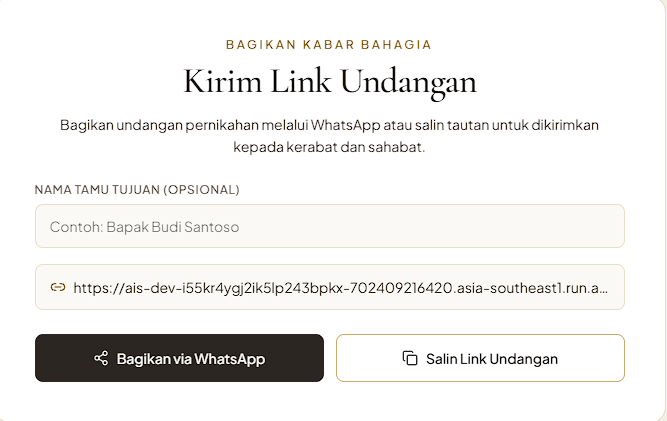 BAGIKAN KABAR BAHAGIA
Kirim Link Undangan
Bagikan undangan pernikahan melalui WhatsApp atau salin tautan untuk dikirimkan
kepada kerabat dan sahabat.
NAMA TAMU TUJUAN (OPSIONAL)
Contoh: Bapak Budi Santoso
https://ais-dev-i55kr4ygj2ik5lp243bpkx-702409216420.asia-southeast1.run.a...
Bagikan via WhatsApp
Salin Link Undangan